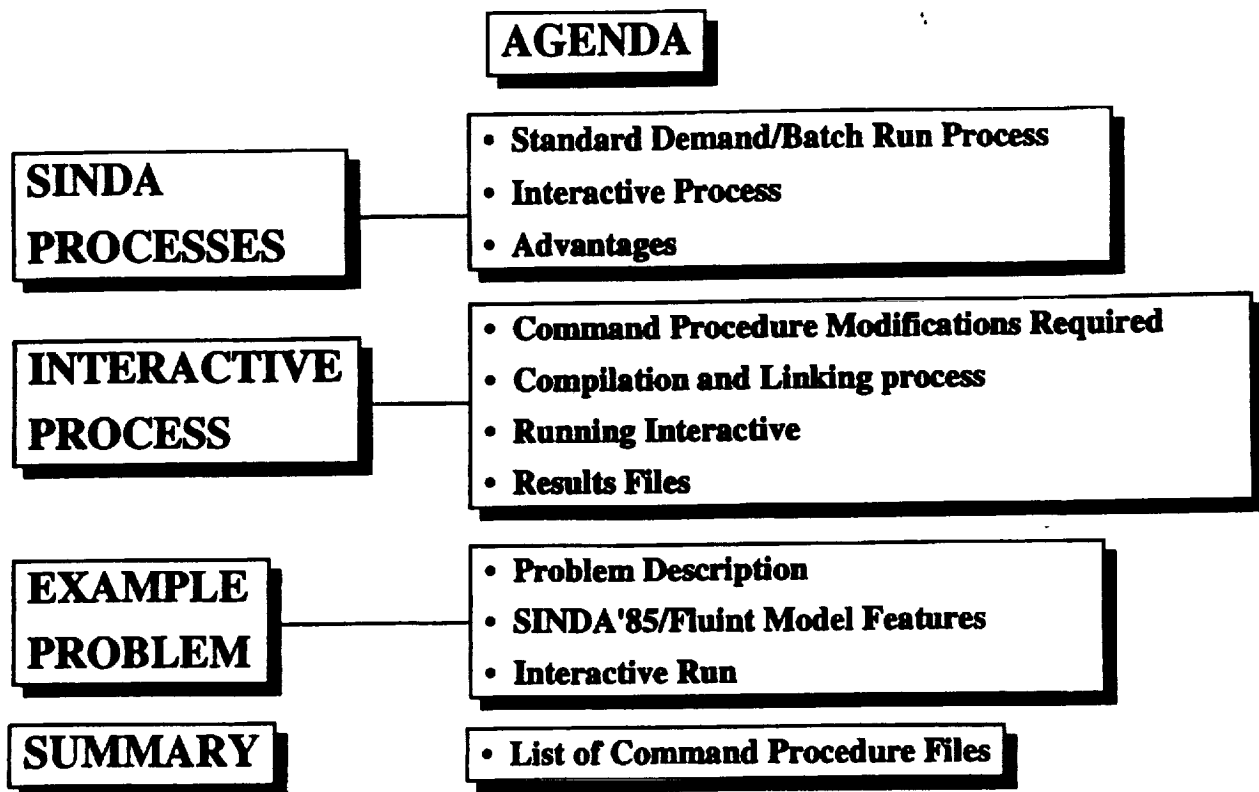 AGENDA
SINDA
PROCESSES
• Standard Demand/Batch Run Process
• Interactive Process
• Advantages
INTERACTIVE
PROCESS
• Command Procedure Modifications Required
• Compilation and Linking process
• Running Interactive
• Results Files
EXAMPLE
PROBLEM
• Problem Description
• SINDA'85/Fluint Model Features
• Interactive Run
SUMMARY
• List of Command Procedure Files